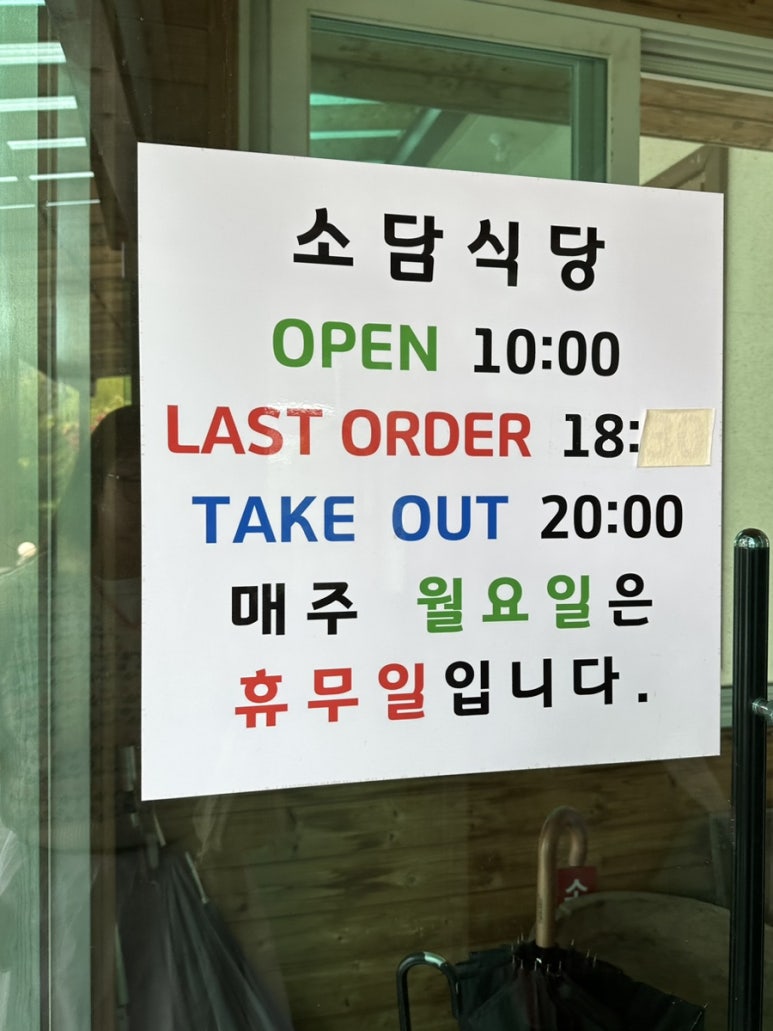 소담식당
OPEN 10:00
LAST ORDER 18:
TAKE OUT 20:00
매주 월요일은
휴무일입니다.
소